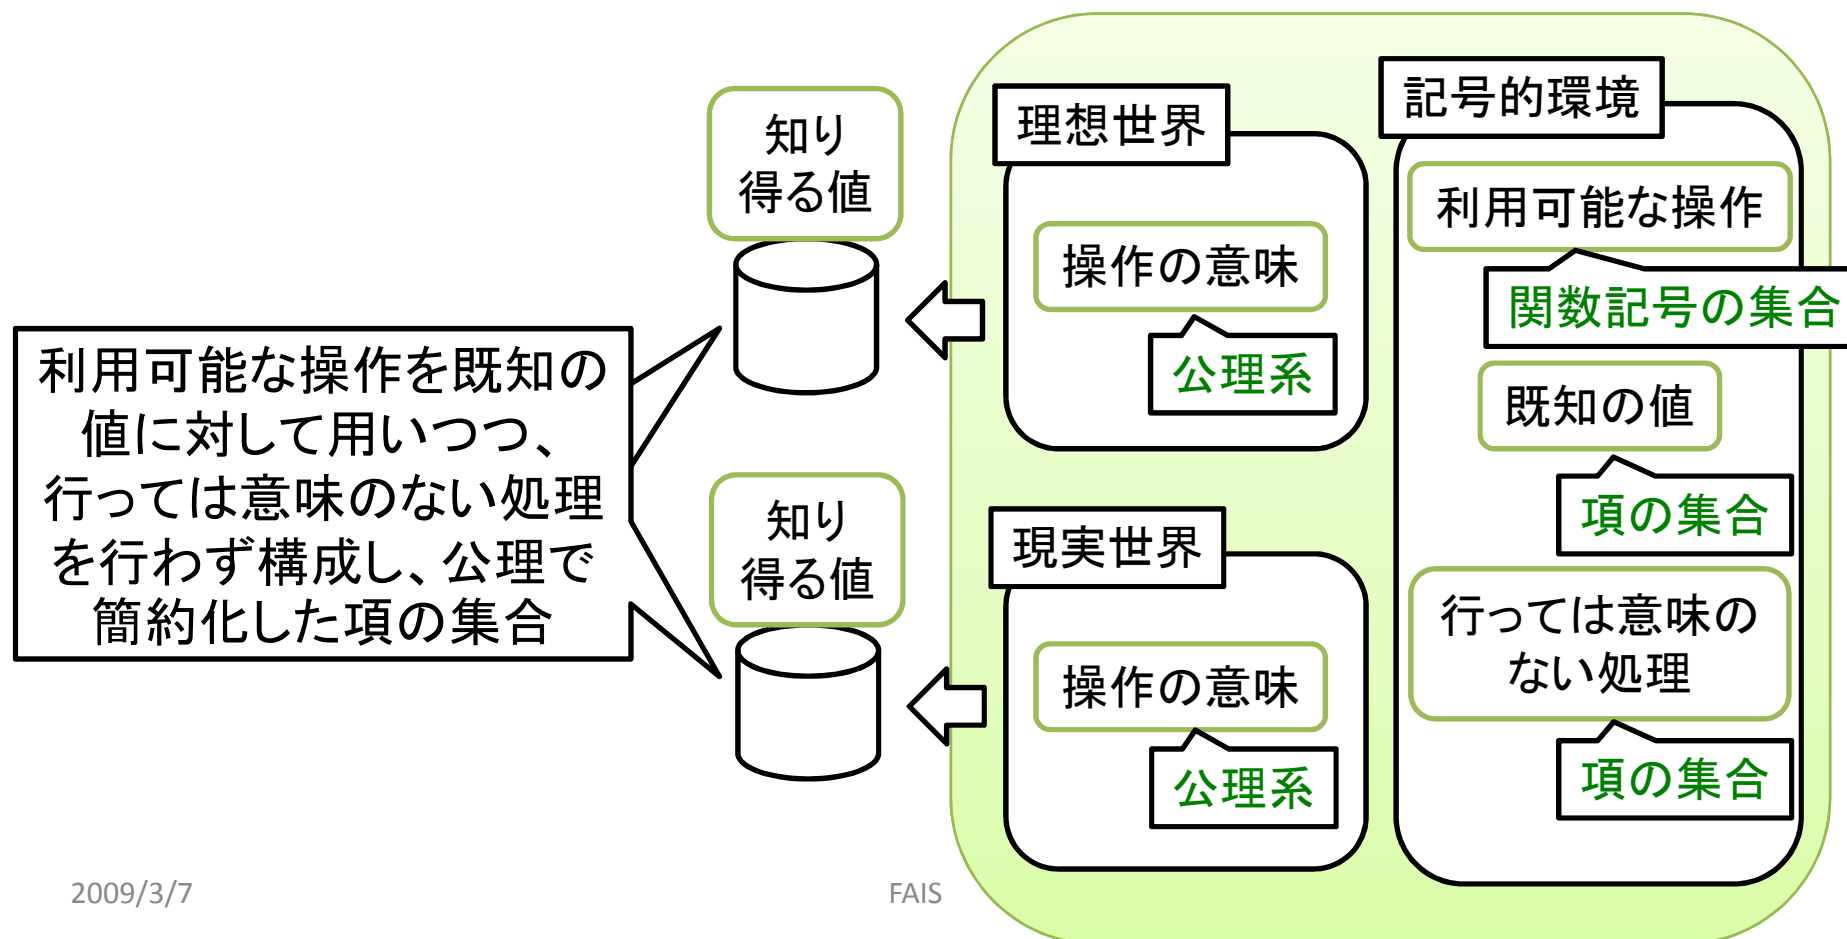 利用可能な操作を既知の
値に対して用いつつ、
行っては意味のない処理
を行わず構成し、公理で
簡約化した項の集合
知り
得る値
知り
得る値
理想世界
操作の意味
公理系
現実世界
操作の意味
公理系
記号的環境
利用可能な操作
関数記号の集合
既知の値
項の集合
行っては意味の
ない処理
項の集合
2009/3/7
FAIS